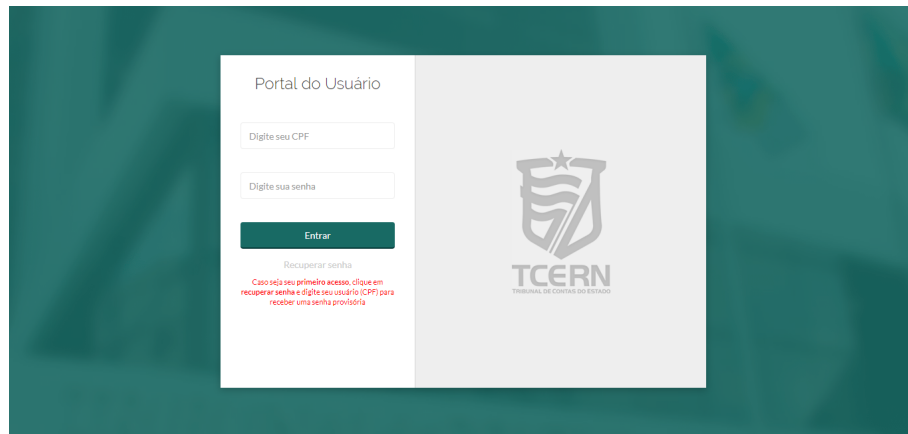 Portal do Usuário
Digite seu CPF
Digite sua senha
Entrar
Recuperar senha
Caso seja seu primeiro acesso, clique em
recuperar senha e digite seu usuário (CPF) para
receber uma senha provisória
TCERN
TRIBUNAL DE CONTAS DO ESTADO